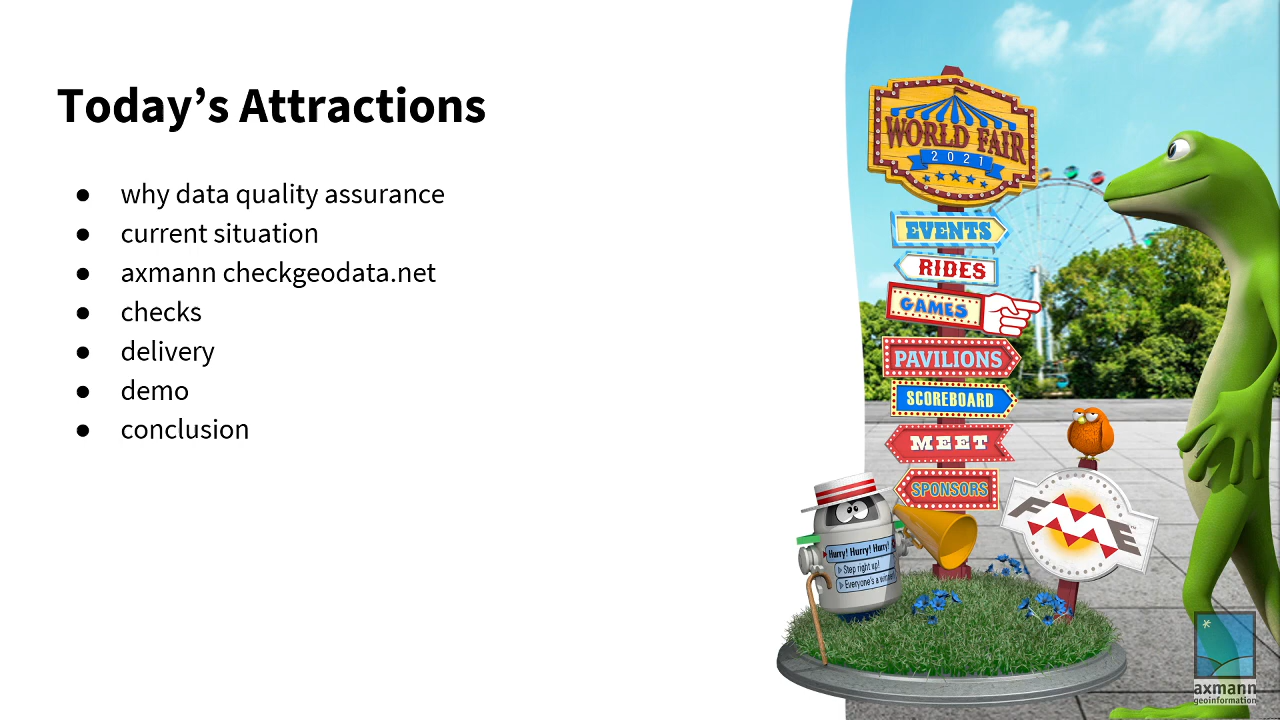 Today’s Attractions
● why data quality assurance
● current situation
● axmann checkgeodata.net
● checks
● delivery
● demo
● conclusion
WORLD FAIR
2021
EVENTS
RIDES
GAMES
PAVILIONS
SCOREBOARD
MEET
SPONSORS
FME
Hurry! Hurry! Hurry!
Step right up!
Everyone's a
axmann
geoinformation